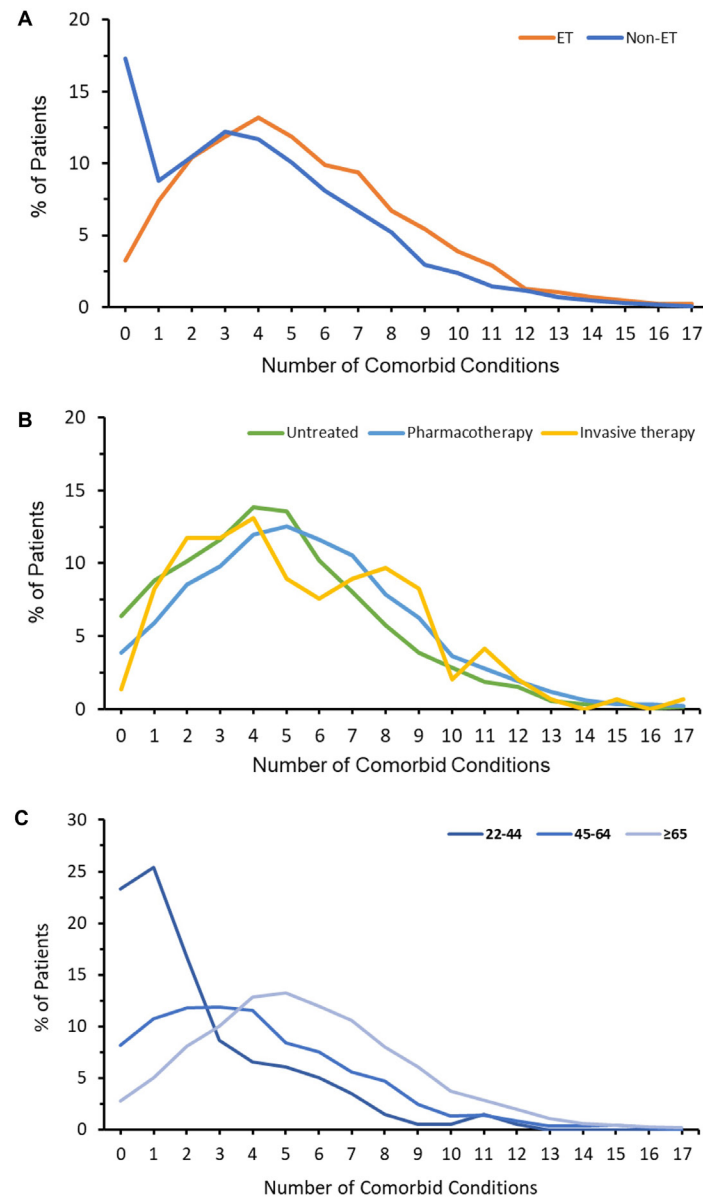 A
ET Non-ET
% of Patients
20
15
10
5
0
0 1 2 3 4 5 6 7 8 9 10 11 12 13 14 15 16 17
Number of Comorbid Conditions
B
Untreated Pharmacotherapy Invasive therapy
% of Patients
20
15
10
5
0
0 1 2 3 4 5 6 7 8 9 10 11 12 13 14 15 16 17
Number of Comorbid Conditions
C
22-44 45-64 ≥65
% of Patients
30
25
20
15
10
5
0
0 1 2 3 4 5 6 7 8 9 10 11 12 13 14 15 16 17
Number of Comorbid Conditions